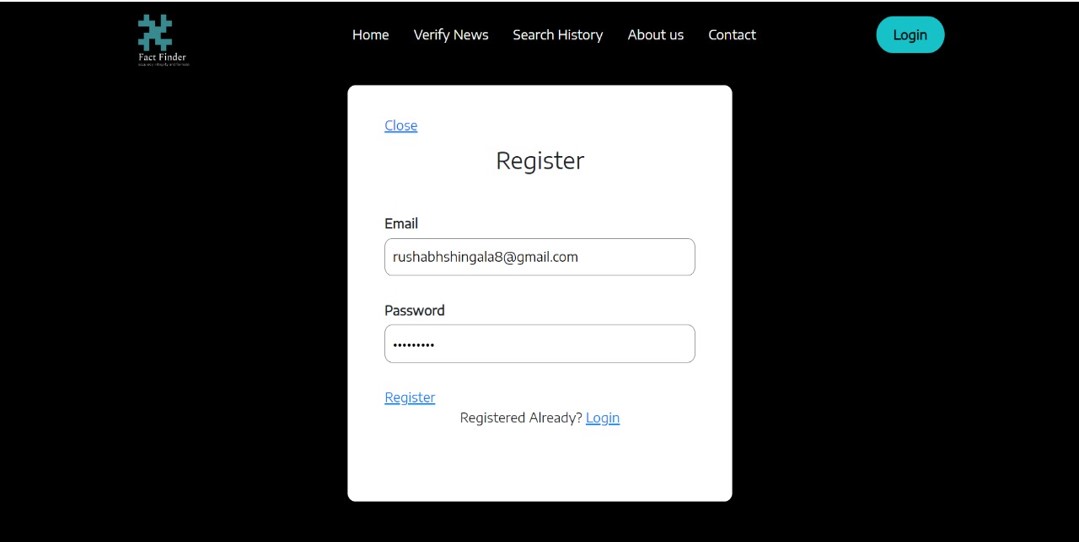 Home Verify News Search History About us Contact Login
Fact Finder
Close
Register
Email
rushabhshingala8@gmail.com
Password
•••••••••
Register
Registered Already? Login